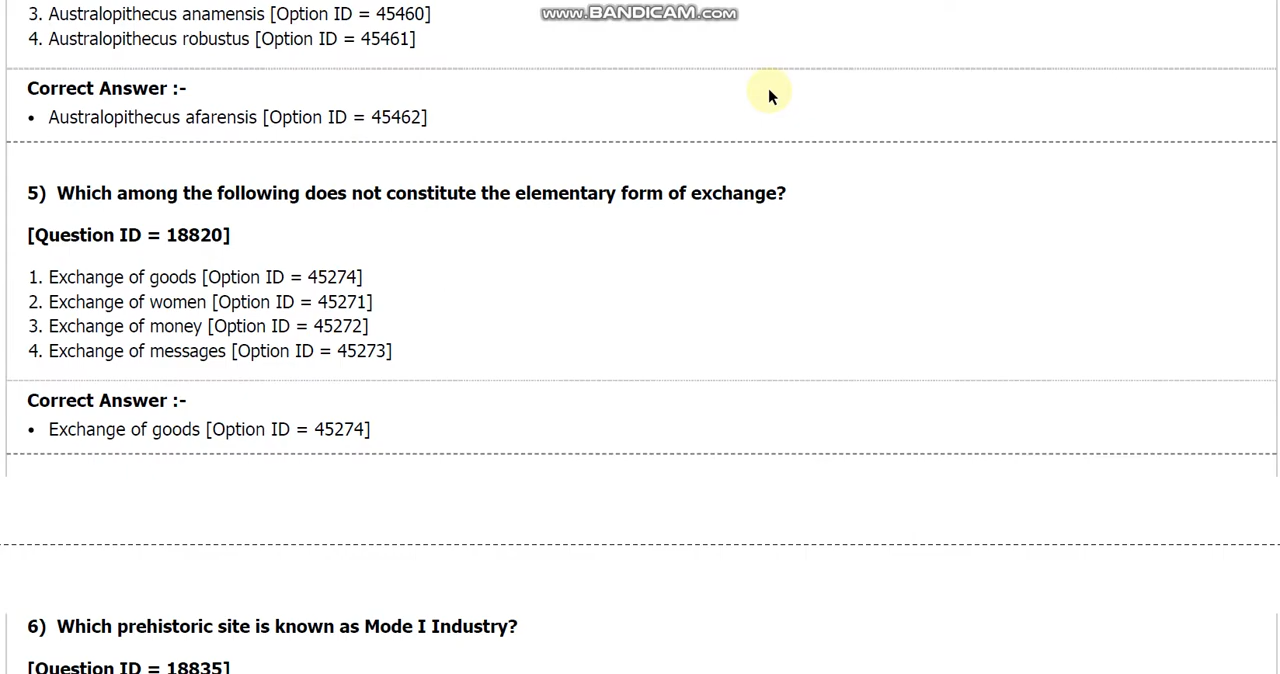 www.BANDICAM.com
3. Australopithecus anamensis [Option ID = 45460]
4. Australopithecus robustus [Option ID = 45461]
Correct Answer :-
• Australopithecus afarensis [Option ID = 45462]
5) Which among the following does not constitute the elementary form of exchange?
[Question ID = 18820]
1. Exchange of goods [Option ID = 45274]
2. Exchange of women [Option ID = 45271]
3. Exchange of money [Option ID = 45272]
4. Exchange of messages [Option ID = 45273]
Correct Answer :-
• Exchange of goods [Option ID = 45274]
6) Which prehistoric site is known as Mode I Industry?
[Question ID = 18835]